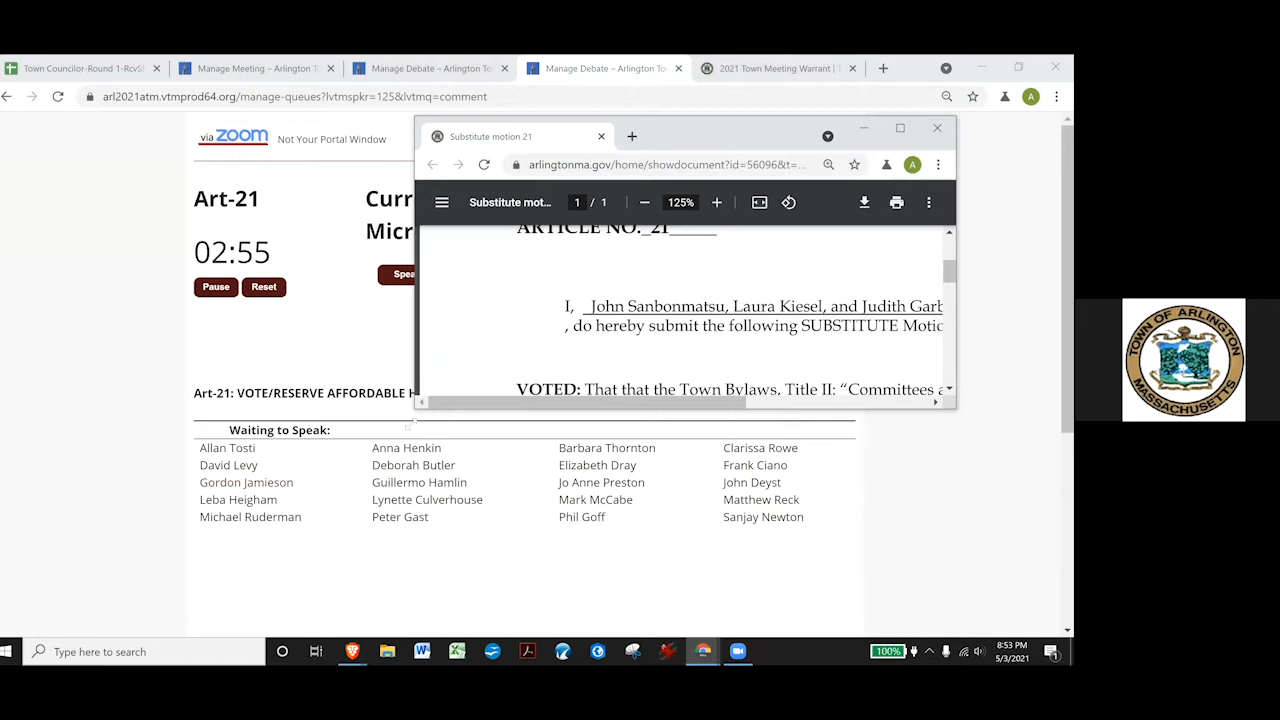 Town Councilor-Round 1-RcvSh
Manage Meeting – Arlington T
Manage Debate – Arlington To
Manage Debate – Arlington To
2021 Town Meeting Warrant | T
arl2021atm.vtmprod64.org/manage-queues?lvtmspkr=125&lvtmq=comment
A
via zoom
Not Your Portal Window
Art-21
Curr
02:55
Micr
Pause
Reset
Spea
Substitute motion 21
arlingtonma.gov/home/showdocument?id=56096&t=...
A
Substitute mot...
1 / 1
125%
ARTICLE NO._21_____
I, _John Sanbonmatsu, Laura Kiesel, and Judith Garb
, do hereby submit the following SUBSTITUTE Motio
VOTED: That that the Town Bylaws, Title II: “Committees a
Art-21: VOTE/RESERVE AFFORDABLE H
Waiting to Speak:
Allan Tosti
Anna Henkin
Barbara Thornton
Clarissa Rowe
David Levy
Deborah Butler
Elizabeth Dray
Frank Ciano
Gordon Jamieson
Guillermo Hamlin
Jo Anne Preston
John Deyst
Leba Heigham
Lynette Culverhouse
Mark McCabe
Matthew Reck
Michael Ruderman
Peter Gast
Phil Goff
Sanjay Newton
TOWN OF ARLINGTON
MASSACHUSETTS
Type here to search
100%
8:53 PM
5/3/2021
1